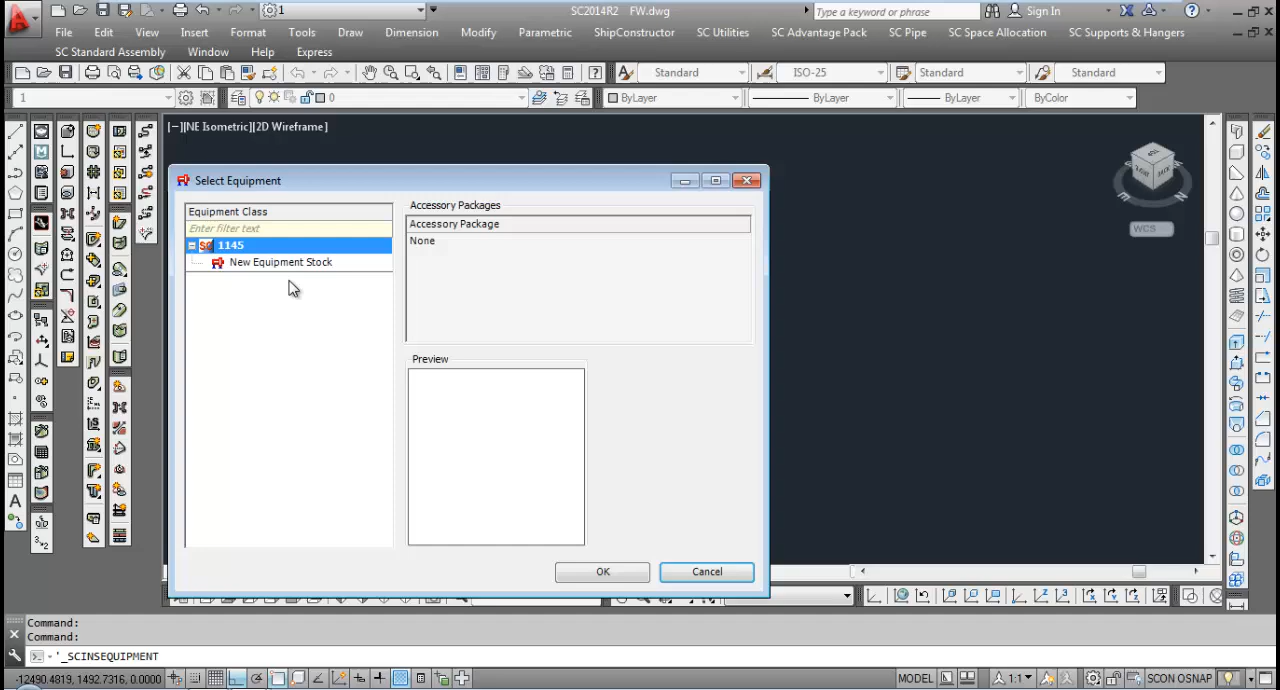 1
SC2014R2 FW.dwg
Type a keyword or phrase
Sign In
File Edit View Insert Format Tools Draw Dimension Modify Parametric ShipConstructor SC Utilities SC Advantage Pack SC Pipe SC Space Allocation SC Supports & Hangers
SC Standard Assembly Window Help Express
Standard ISO-25 Standard Standard
1 0 ByLayer ByLayer ByLayer ByColor
[−][NE Isometric][2D Wireframe]
WCS
Select Equipment
Equipment Class
Enter filter text
1145
New Equipment Stock
Accessory Packages
Accessory Package
None
Preview
OK Cancel
Command:
Command:
'_SCINSEQUIPMENT
-12490.4819, 1492.7316, 0.0000 MODEL 1:1 SCON OSNAP